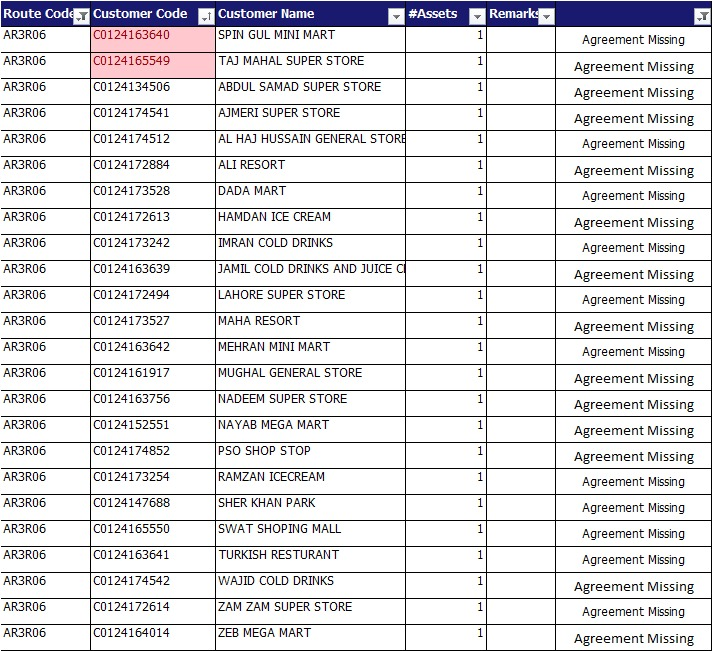 Route Code Customer Code Customer Name #Assets Remarks
AR3R06 C0124163640 SPIN GUL MINI MART 1 Agreement Missing
AR3R06 C0124165549 TAJ MAHAL SUPER STORE 1 Agreement Missing
AR3R06 C0124134506 ABDUL SAMAD SUPER STORE 1 Agreement Missing
AR3R06 C0124174541 AJMERI SUPER STORE 1 Agreement Missing
AR3R06 C0124174512 AL HAJ HUSSAIN GENERAL STORE 1 Agreement Missing
AR3R06 C0124172884 ALI RESORT 1 Agreement Missing
AR3R06 C0124173528 DADA MART 1 Agreement Missing
AR3R06 C0124172613 HAMDAN ICE CREAM 1 Agreement Missing
AR3R06 C0124173242 IMRAN COLD DRINKS 1 Agreement Missing
AR3R06 C0124163639 JAMIL COLD DRINKS AND JUICE 1 Agreement Missing
AR3R06 C0124172494 LAHORE SUPER STORE 1 Agreement Missing
AR3R06 C0124173527 MAHA RESORT 1 Agreement Missing
AR3R06 C0124163642 MEHRAN MINI MART 1 Agreement Missing
AR3R06 C0124161917 MUGHAL GENERAL STORE 1 Agreement Missing
AR3R06 C0124163756 NADEEM SUPER STORE 1 Agreement Missing
AR3R06 C0124152551 NAYAB MEGA MART 1 Agreement Missing
AR3R06 C0124174852 PSO SHOP STOP 1 Agreement Missing
AR3R06 C0124173254 RAMZAN ICECREAM 1 Agreement Missing
AR3R06 C0124147688 SHER KHAN PARK 1 Agreement Missing
AR3R06 C0124165550 SWAT SHOPING MALL 1 Agreement Missing
AR3R06 C0124163641 TURKISH RESTURANT 1 Agreement Missing
AR3R06 C0124174542 WAJID COLD DRINKS 1 Agreement Missing
AR3R06 C0124172614 ZAM ZAM SUPER STORE 1 Agreement Missing
AR3R06 C0124164014 ZEB MEGA MART 1 Agreement Missing